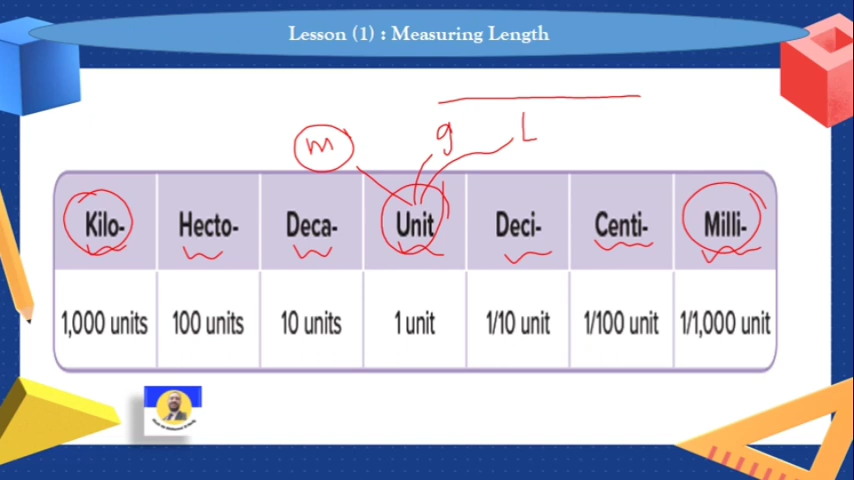 Lesson (1) : Measuring Length
m g L
Kilo- Hecto- Deca- Unit Deci- Centi- Milli-
1,000 units 100 units 10 units 1 unit 1/10 unit 1/100 unit 1/1,000 unit